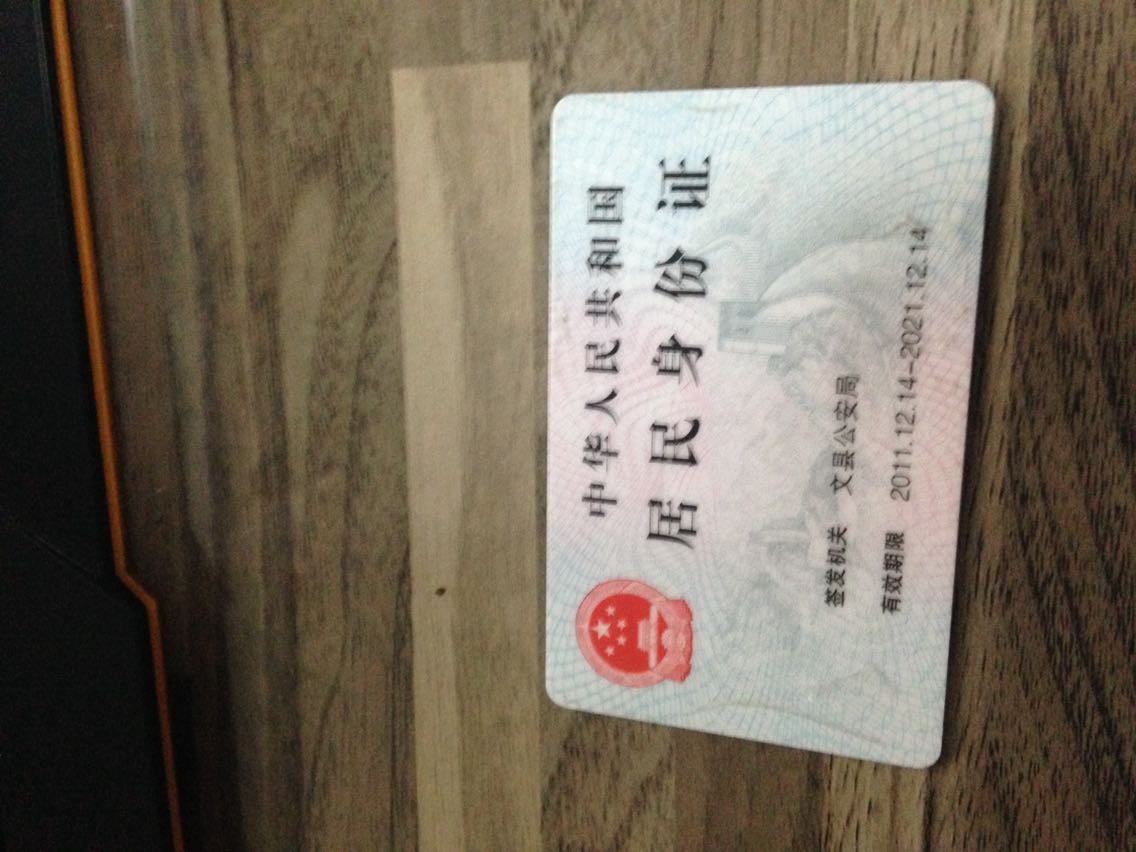 中华人民共和国
居民身份证
签发机关 文县公安局
有效期限 2011.12.14-2021.12.14